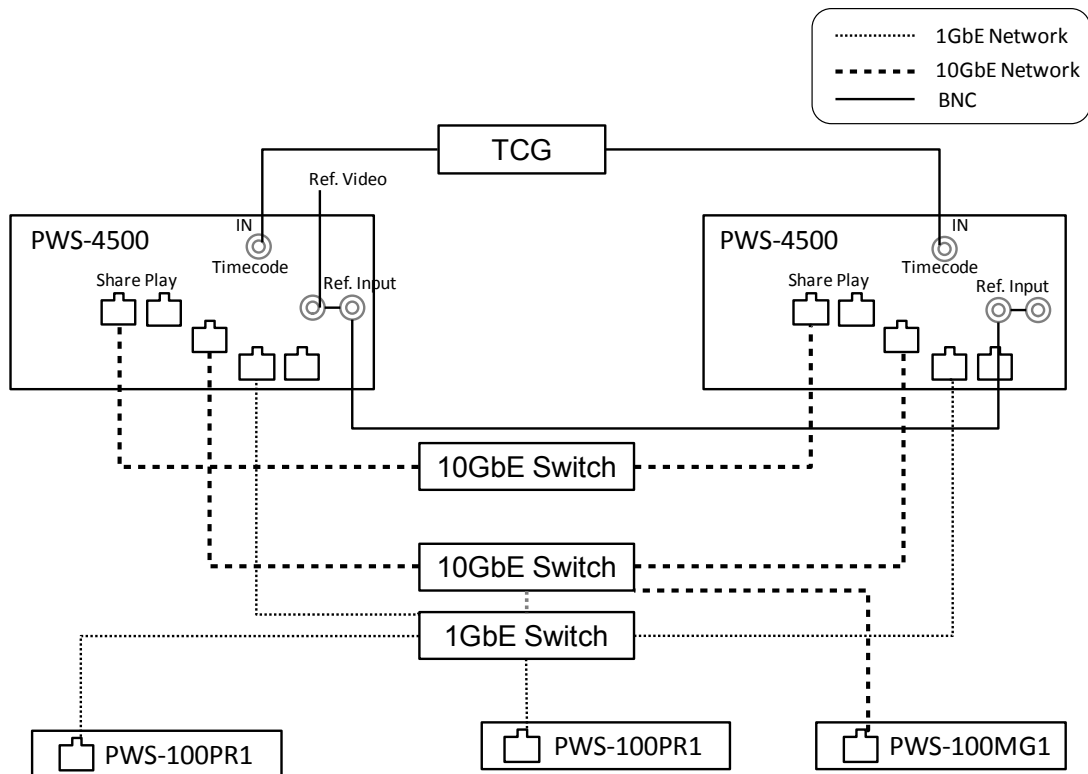 1GbE Network
10GbE Network
BNC
TCG
Ref. Video
IN
PWS-4500
Timecode
Share Play
Ref. Input
IN
PWS-4500
Timecode
Share Play
Ref. Input
10GbE Switch
10GbE Switch
1GbE Switch
PWS-100PR1
PWS-100PR1
PWS-100MG1